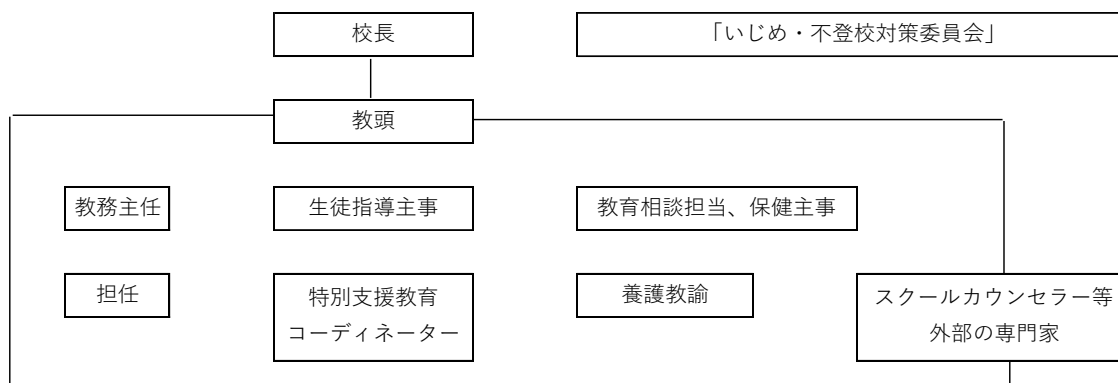 校長
「いじめ・不登校対策委員会」
教頭
教務主任
生徒指導主事
教育相談担当、保健主事
担任
特別支援教育
コーディネーター
養護教諭
スクールカウンセラー等
外部の専門家